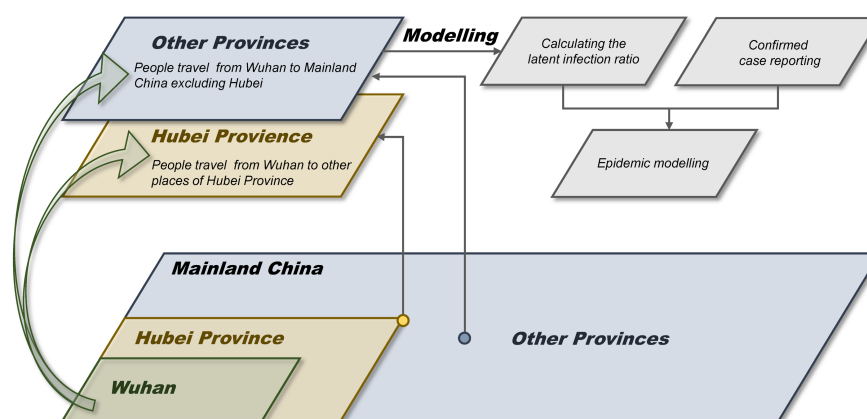 Other Provinces
People travel from Wuhan to Mainland
China excluding Hubei
Modelling
Calculating the
latent infection ratio
Confirmed
case reporting
Hubei Provience
People travel from Wuhan to other
places of Hubei Province
Epidemic modelling
Mainland China
Hubei Province
Other Provinces
Wuhan